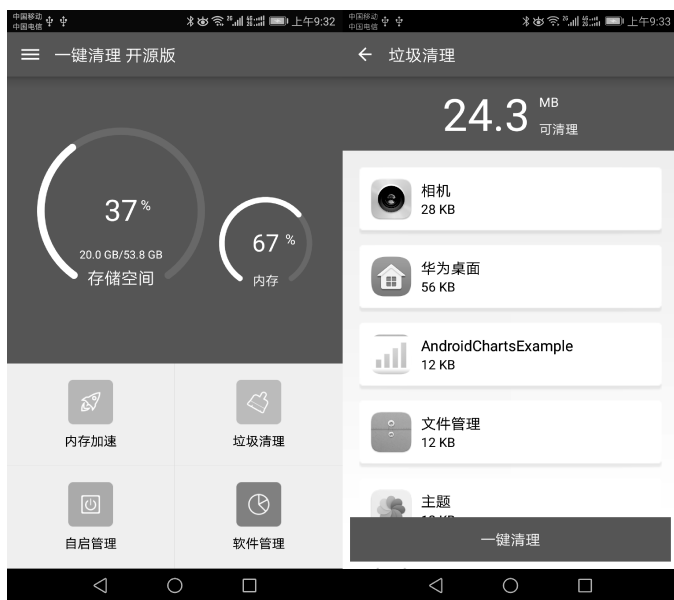 中国移动
中国电信
上午9:32
一键清理 开源版
37 %
20.0 GB/53.8 GB
存储空间
67 %
内存
内存加速
垃圾清理
自启管理
软件管理
中国移动
中国电信
上午9:33
垃圾清理
24.3 MB
可清理
相机
28 KB
华为桌面
56 KB
AndroidChartsExample
12 KB
文件管理
12 KB
主题
一键清理